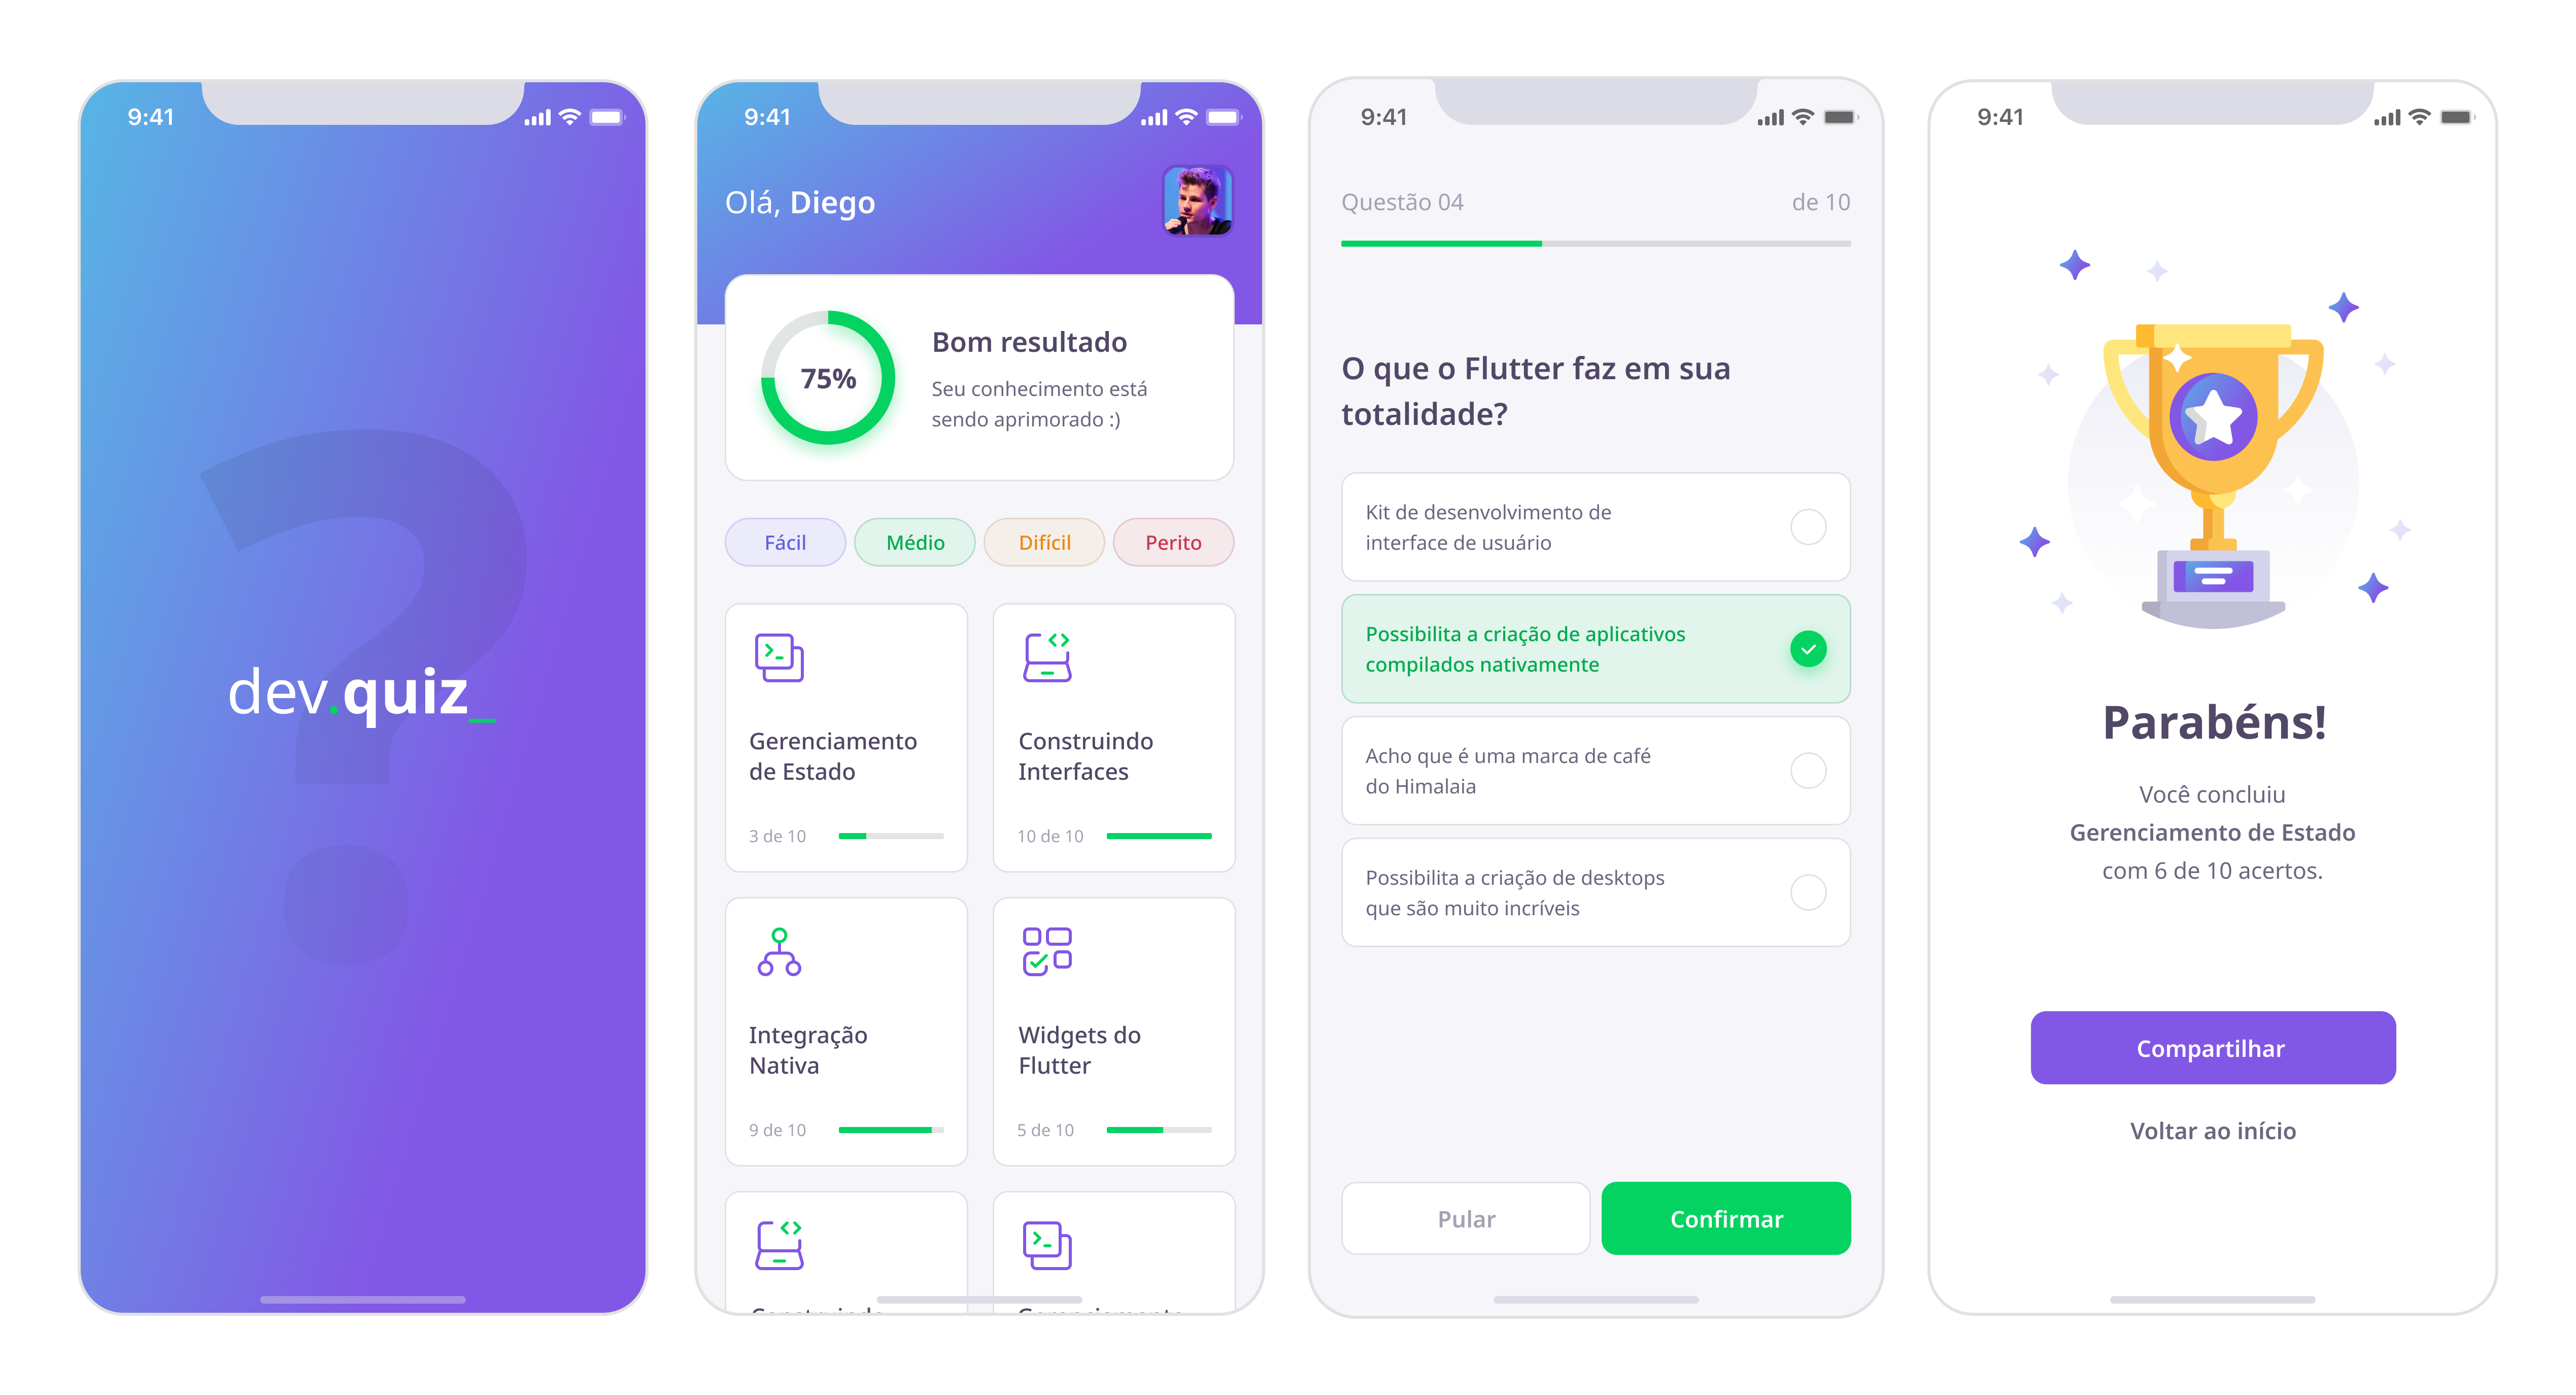 9:41
dev.quiz_
9:41
Olá, Diego
75%
Bom resultado
Seu conhecimento está
sendo aprimorado :)
Fácil
Médio
Difícil
Perito
Gerenciamento
de Estado
3 de 10
Construindo
Interfaces
10 de 10
Integração
Nativa
9 de 10
Widgets do
Flutter
5 de 10
9:41
Questão 04
de 10
O que o Flutter faz em sua
totalidade?
Kit de desenvolvimento de
interface de usuário
Possibilita a criação de aplicativos
compilados nativamente
Acho que é uma marca de café
do Himalaia
Possibilita a criação de desktops
que são muito incríveis
Pular
Confirmar
9:41
Parabéns!
Você concluiu
Gerenciamento de Estado
com 6 de 10 acertos.
Compartilhar
Voltar ao início